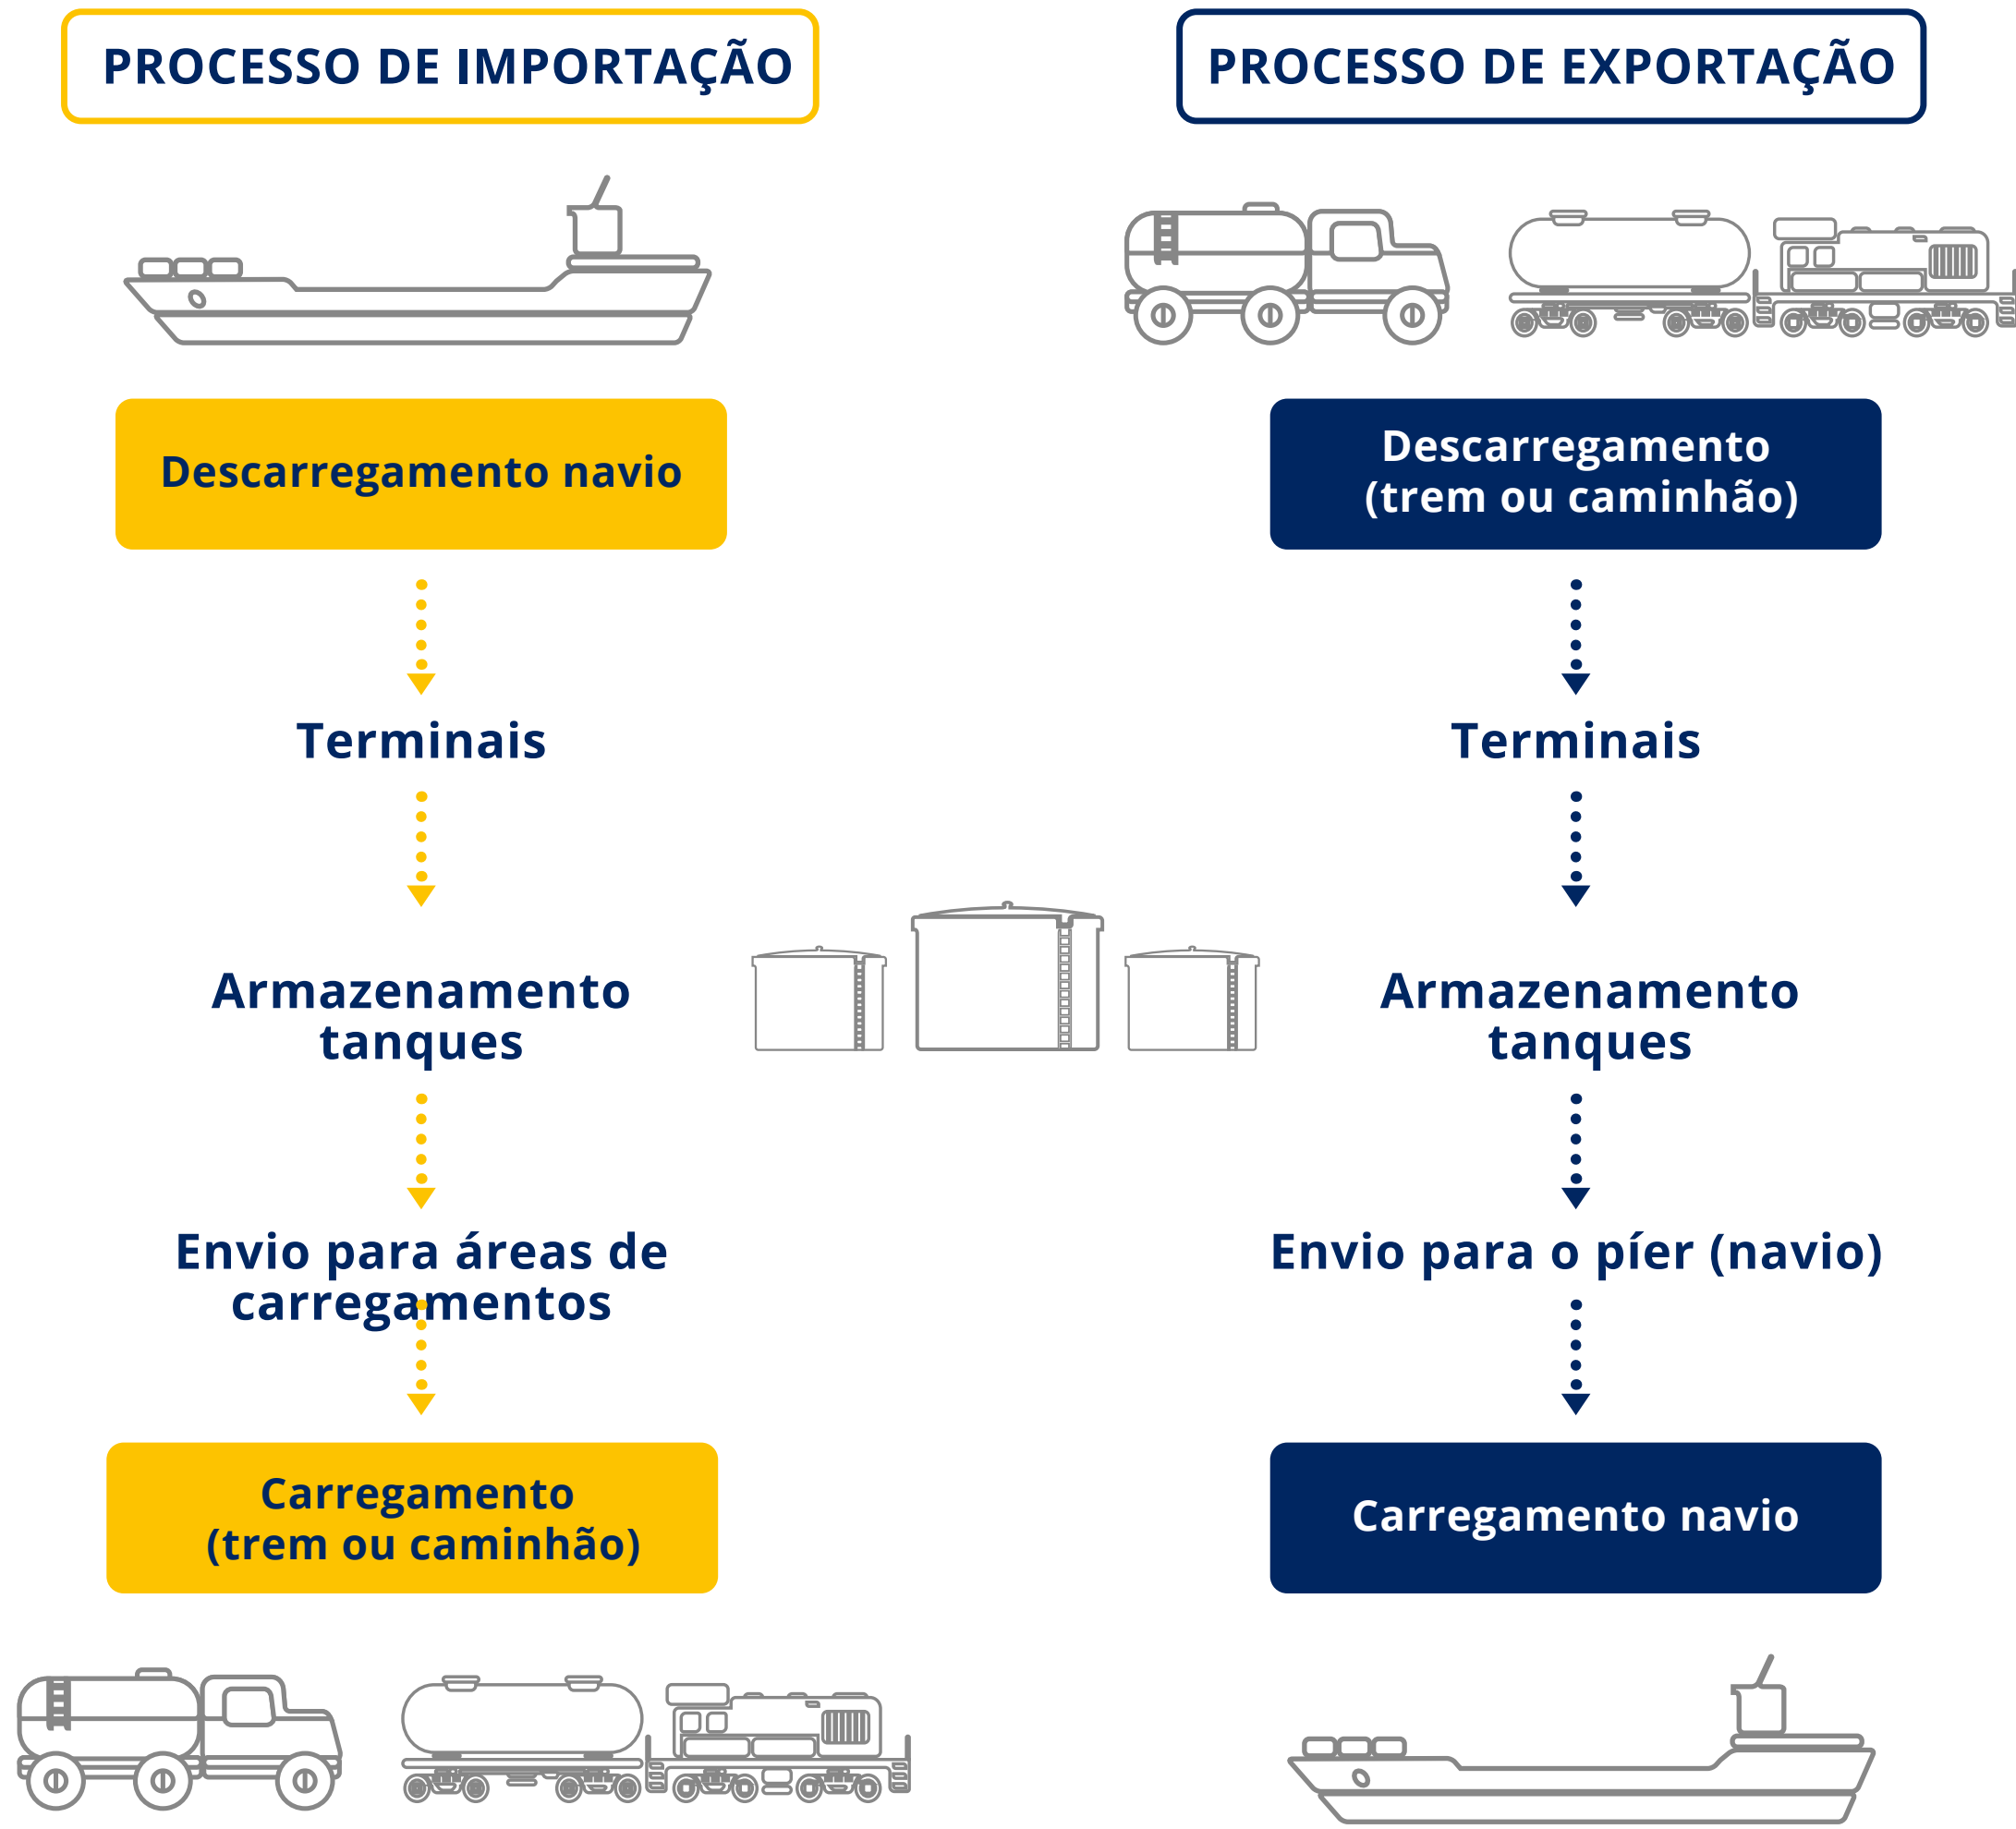 PROCESSO DE IMPORTAÇÃO
Descarregamento navio
Terminais
Armazenamento
tanques
Envio para áreas de
carregamentos
Carregamento
(trem ou caminhão)
PROCESSO DE EXPORTAÇÃO
Descarregamento
(trem ou caminhão)
Terminais
Armazenamento
tanques
Envio para o píer (navio)
Carregamento navio